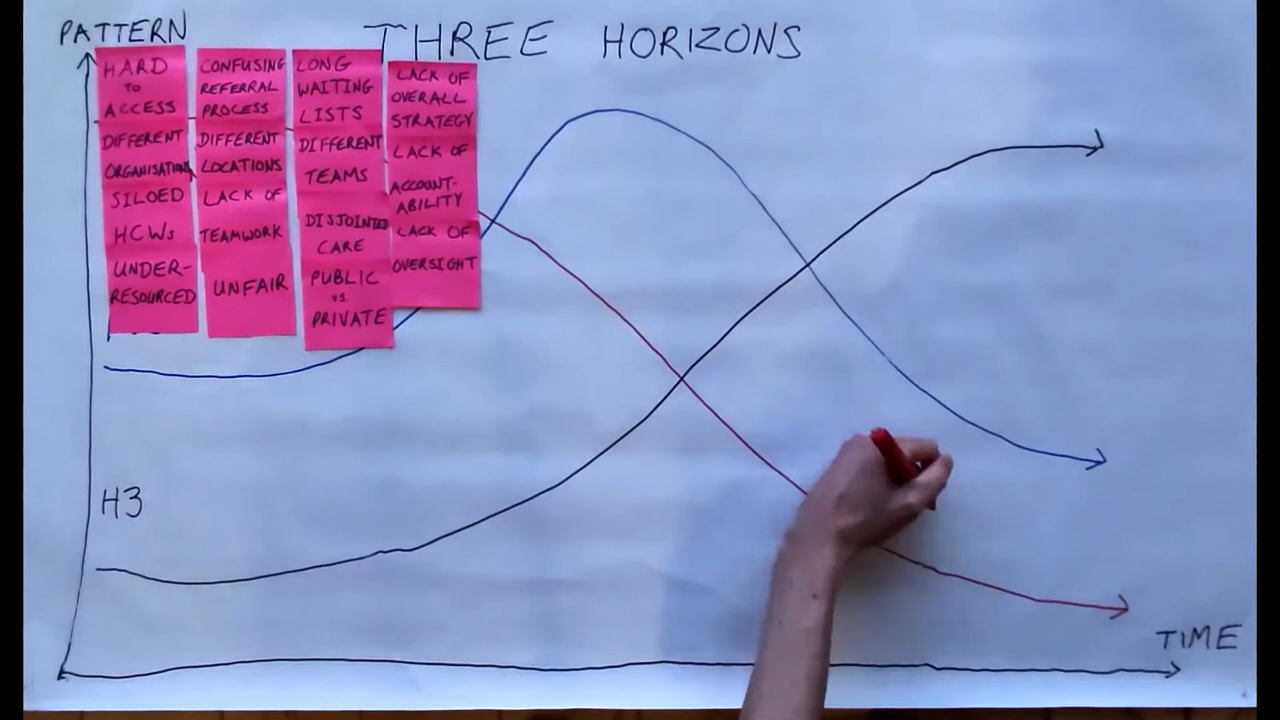 PATTERN
THREE HORIZONS
HARD
TO
ACCESS
DIFFERENT
ORGANISATIONS
SILOED
HCWs
UNDER-
RESOURCED
CONFUSING
REFERRAL
PROCESS
DIFFERENT
LOCATIONS
LACK OF
TEAMWORK
UNFAIR
LONG
WAITING
LISTS
DIFFERENT
TEAMS
DISJOINTED
CARE
PUBLIC
vs.
PRIVATE
LACK OF
OVERALL
STRATEGY
LACK OF
ACCOUNT-
ABILITY
LACK OF
OVERSIGHT
H3
TIME